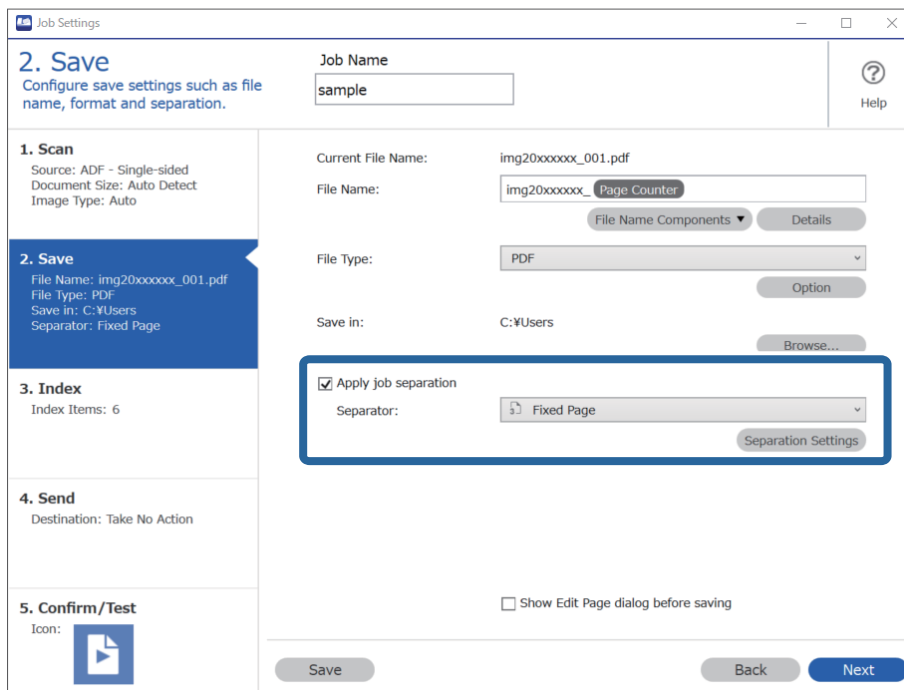 Job Settings
2. Save
Configure save settings such as file
name, format and separation.
Job Name
sample
Help
1. Scan
Source: ADF - Single-sided
Document Size: Auto Detect
Image Type: Auto
2. Save
File Name: img20xxxxxx_001.pdf
File Type: PDF
Save in: C:¥Users
Separator: Fixed Page
3. Index
Index Items: 6
4. Send
Destination: Take No Action
5. Confirm/Test
Icon:
Current File Name: img20xxxxxx_001.pdf
File Name: img20xxxxxx_ Page Counter
File Name Components Details
File Type: PDF
Option
Save in: C:¥Users
Browse...
Apply job separation
Separator: 3 Fixed Page
Separation Settings
Show Edit Page dialog before saving
Save Back Next